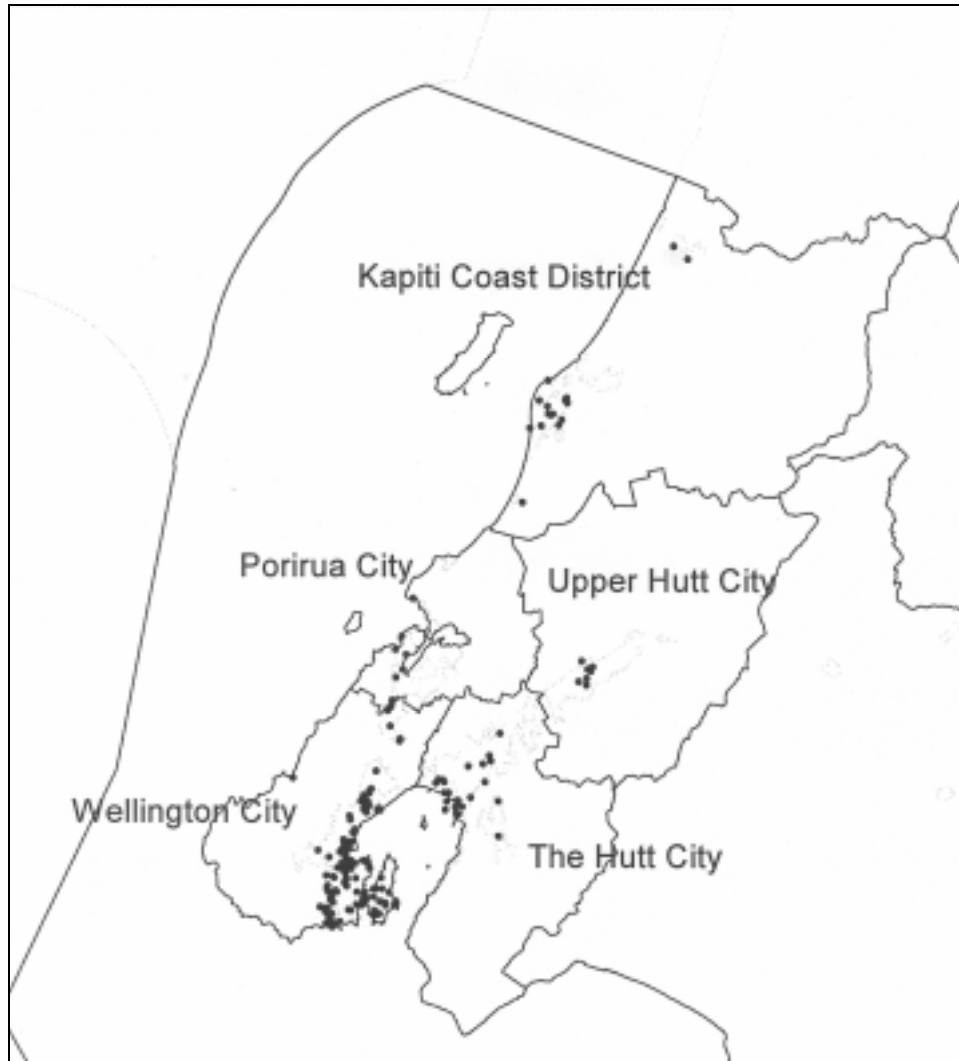 Kapiti Coast District
Porirua City
Upper Hutt City
Wellington City
The Hutt City